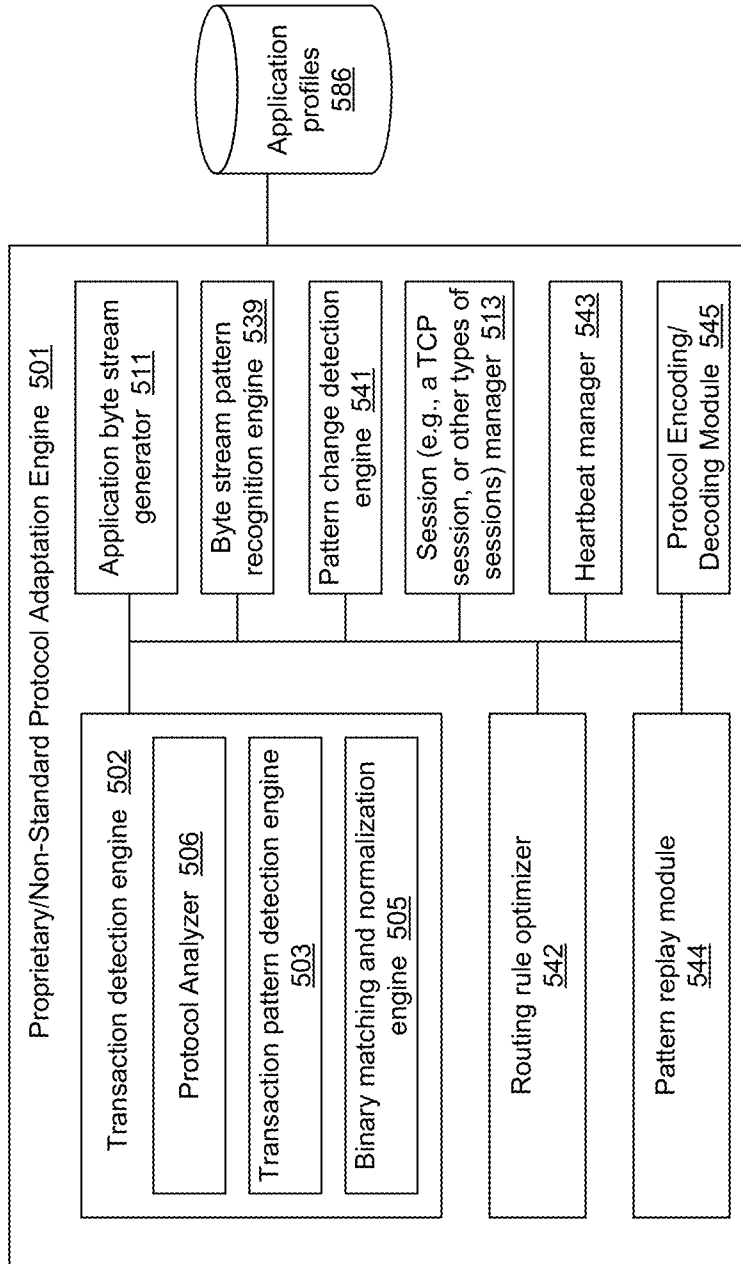 Proprietary/Non-Standard Protocol Adaptation Engine 501
Transaction detection engine 502
Protocol Analyzer 506
Transaction pattern detection engine
503
Binary matching and normalization
engine 505
Routing rule optimizer
542
Pattern replay module
544
Application byte stream
generator 511
Byte stream pattern
recognition engine 539
Pattern change detection
engine 541
Session (e.g., a TCP
session, or other types of
sessions) manager 513
Heartbeat manager 543
Protocol Encoding/
Decoding Module 545
Application
profiles
586